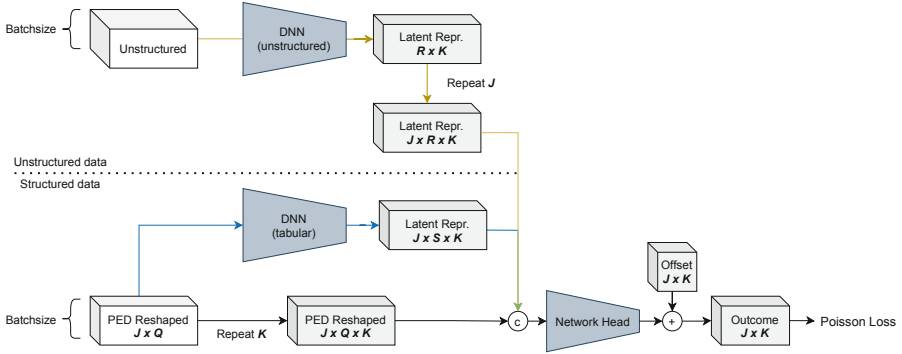 Batchsize
Unstructured
DNN
(unstructured)
Latent Repr.
R x K
Repeat J
Latent Repr.
J x R x K
Unstructured data
Structured data
DNN
(tabular)
Latent Repr.
J x S x K
Batchsize
PED Reshaped
J x Q
Repeat K
PED Reshaped
J x Q x K
c
Network Head
Offset
J x K
+
Outcome
J x K
Poisson Loss